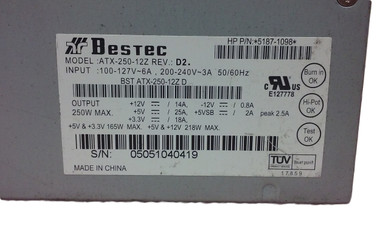 Bestec
HP P/N:*5187-1098*
MODEL: ATX-250-12Z REV.: D2.
INPUT :100-127V~6A , 200-240V~3A 50/60Hz
BST ATX-250-12Z D
Burn in OK
E127778
OUTPUT +12V / 14A, -12V / 0.8A
250W MAX. +5V / 25A, +5VSB / 2A peak 2.5A
+3.3V / 18A,
+5V & +3.3V 165W MAX. +5V & +12V 218W MAX.
Hi-Pot OK
Test OK
S/N: 05051040419
TÜV
MADE IN CHINA